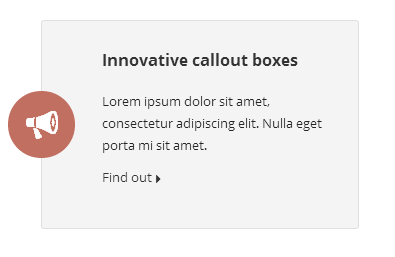 Innovative callout boxes
Lorem ipsum dolor sit amet,
consectetur adipiscing elit. Nulla eget
porta mi sit amet.
Find out